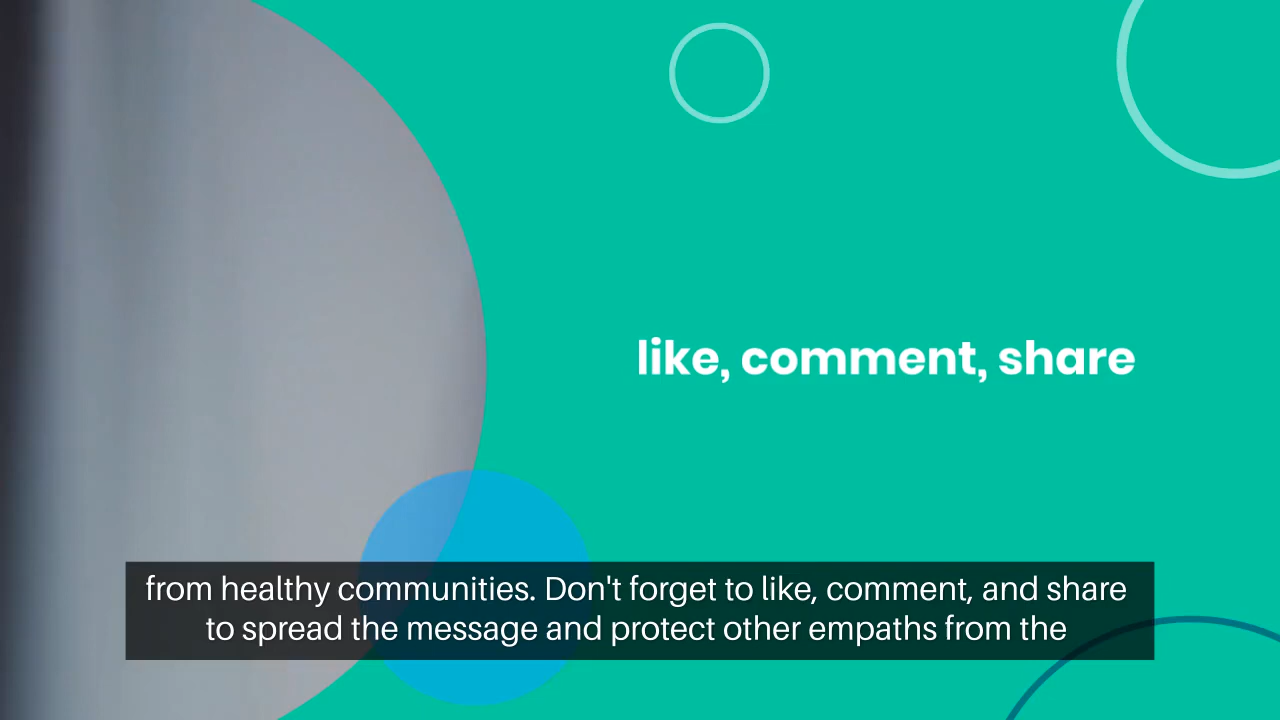 like, comment, share
from healthy communities. Don't forget to like, comment, and share
to spread the message and protect other empaths from the